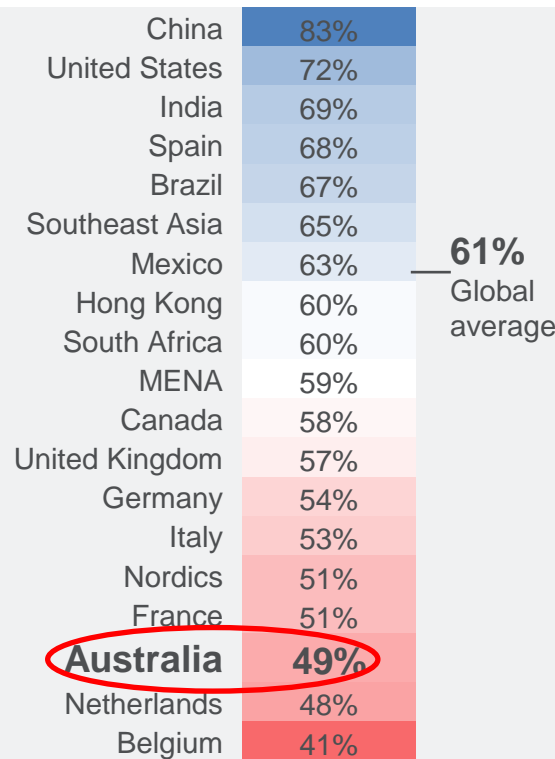 China 83%
United States 72%
India 69%
Spain 68%
Brazil 67%
Southeast Asia 65%
Mexico 63%
61%
Global
average
Hong Kong 60%
South Africa 60%
MENA 59%
Canada 58%
United Kingdom 57%
Germany 54%
Italy 53%
Nordics 51%
France 51%
Australia 49%
Netherlands 48%
Belgium 41%